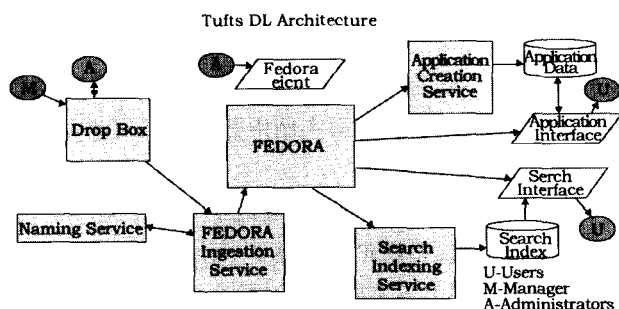 Tufts DL Architecture
A
A
Fedora
eicnt
M
Drop Box
Application
Creation
Service
Application
Data
U
Application
Interface
FEDORA
Serch
Interface
Naming Service
FEDORA
Ingestion
Service
Search
Indexing
Service
Search
Index
U
U-Users
M-Manager
A-Administrators